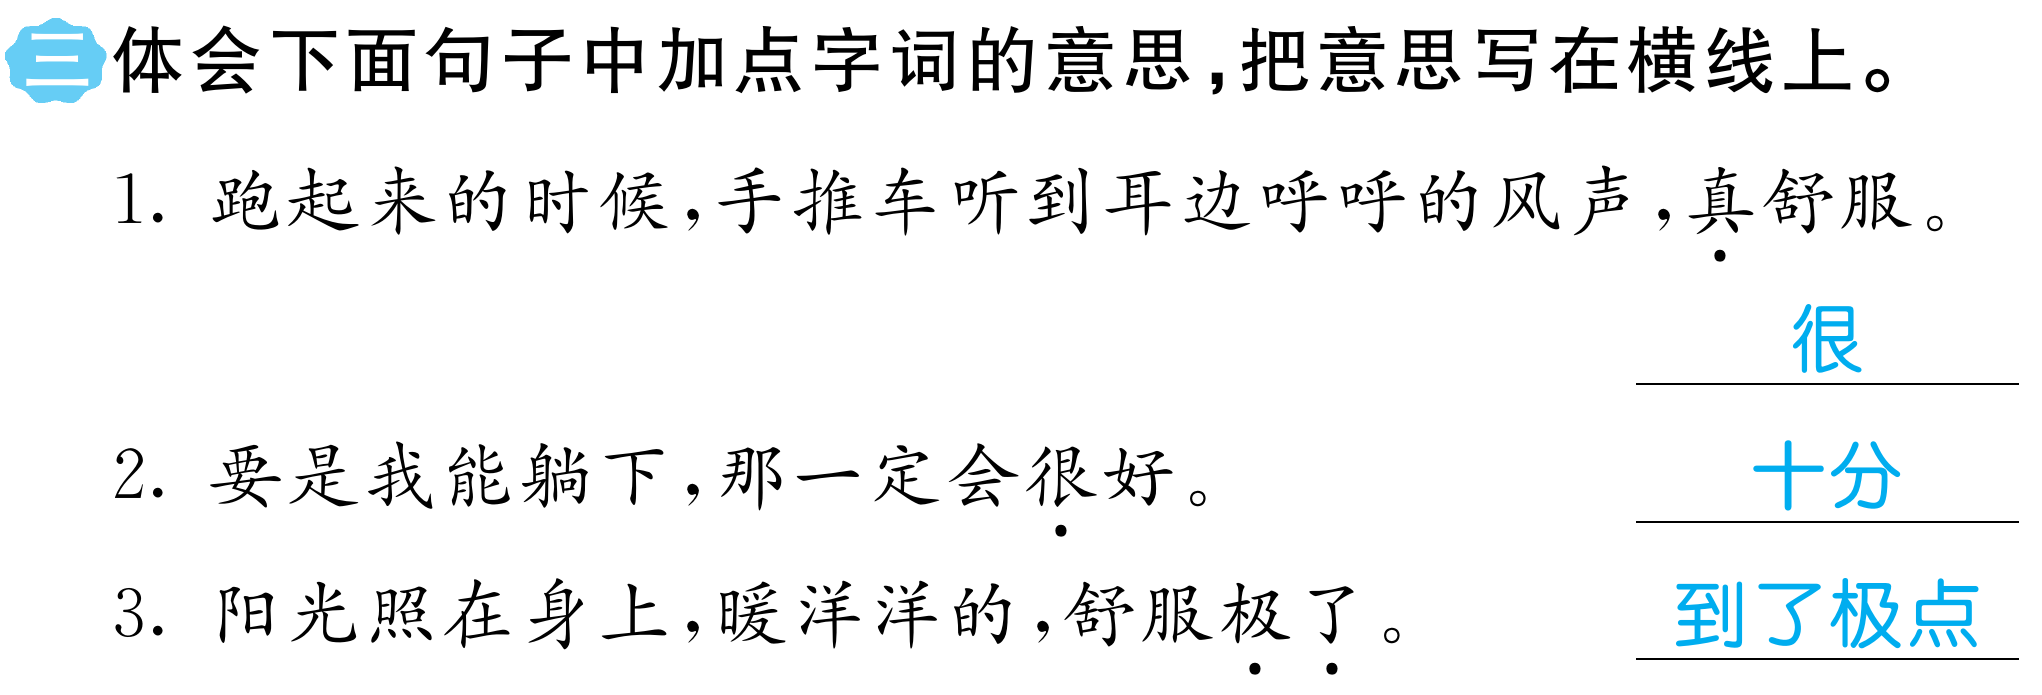 三 体会下面句子中加点字词的意思,把意思写在横线上。
1. 跑起来的时候,手推车听到耳边呼呼的风声,真舒服。
很
2. 要是我能躺下,那一定会很好。 十分
3. 阳光照在身上,暖洋洋的,舒服极了。 到了极点